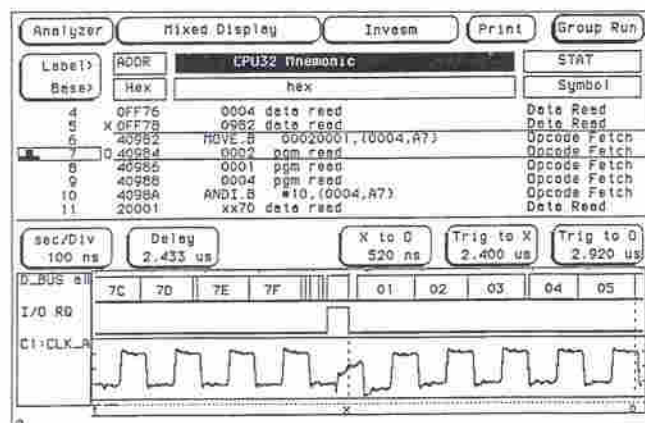 Analyzer Mixed Display Invasm Print Group Run
Label> ADDR CPU32 Mnemonic STAT
Base> Hex hex Symbol
4 0FF76 0004 data read Data Read
5 X 0FF78 0982 data read Data Read
6 40982 MOVE.B 00020001,(0004,A7) Opcode Fetch
7 O 40984 0002 pgm read Opcode Fetch
8 40986 0001 pgm read Opcode Fetch
9 40988 0004 pgm read Opcode Fetch
10 4098A ANDI.B #10,(0004,A7) Opcode Fetch
11 20001 xx70 data read Data Read
sec/Div Delay X to O Trig to X Trig to O
100 ns 2.433 us 520 ns 2.400 us 2.920 us
D_BUS all 7C 7D 7E 7F 01 02 03 04 05
I/O RQ
C1:CLK_A
X O